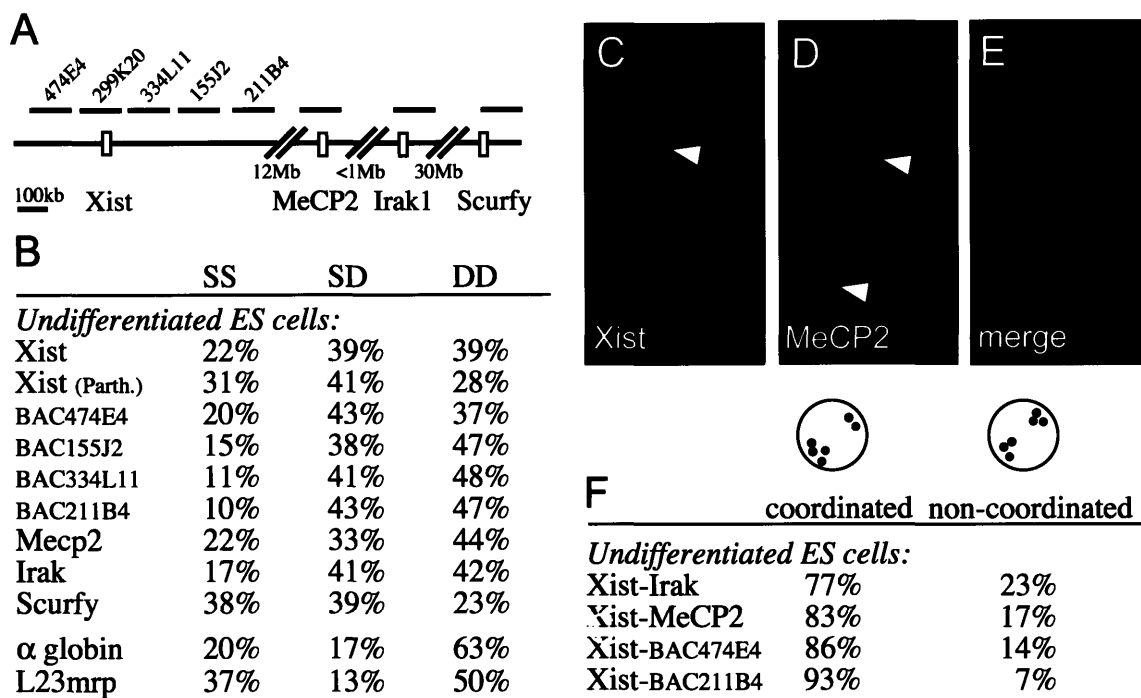 A
474E4 299K20 334L11 155J2 211B4
12Mb <1Mb 30Mb
100kb Xist MeCP2 Irak1 Scurfy
B
SS SD DD
Undifferentiated ES cells:
Xist 22% 39% 39%
Xist (Parth.) 31% 41% 28%
BAC474E4 20% 43% 37%
BAC155J2 15% 38% 47%
BAC334L11 11% 41% 48%
BAC211B4 10% 43% 47%
Mecp2 22% 33% 44%
Irak 17% 41% 42%
Scurfy 38% 39% 23%
α globin 20% 17% 63%
L23mrp 37% 13% 50%
C D E
Xist MeCP2 merge
F
coordinated non-coordinated
Undifferentiated ES cells:
Xist-Irak 77% 23%
Xist-MeCP2 83% 17%
Xist-BAC474E4 86% 14%
Xist-BAC211B4 93% 7%